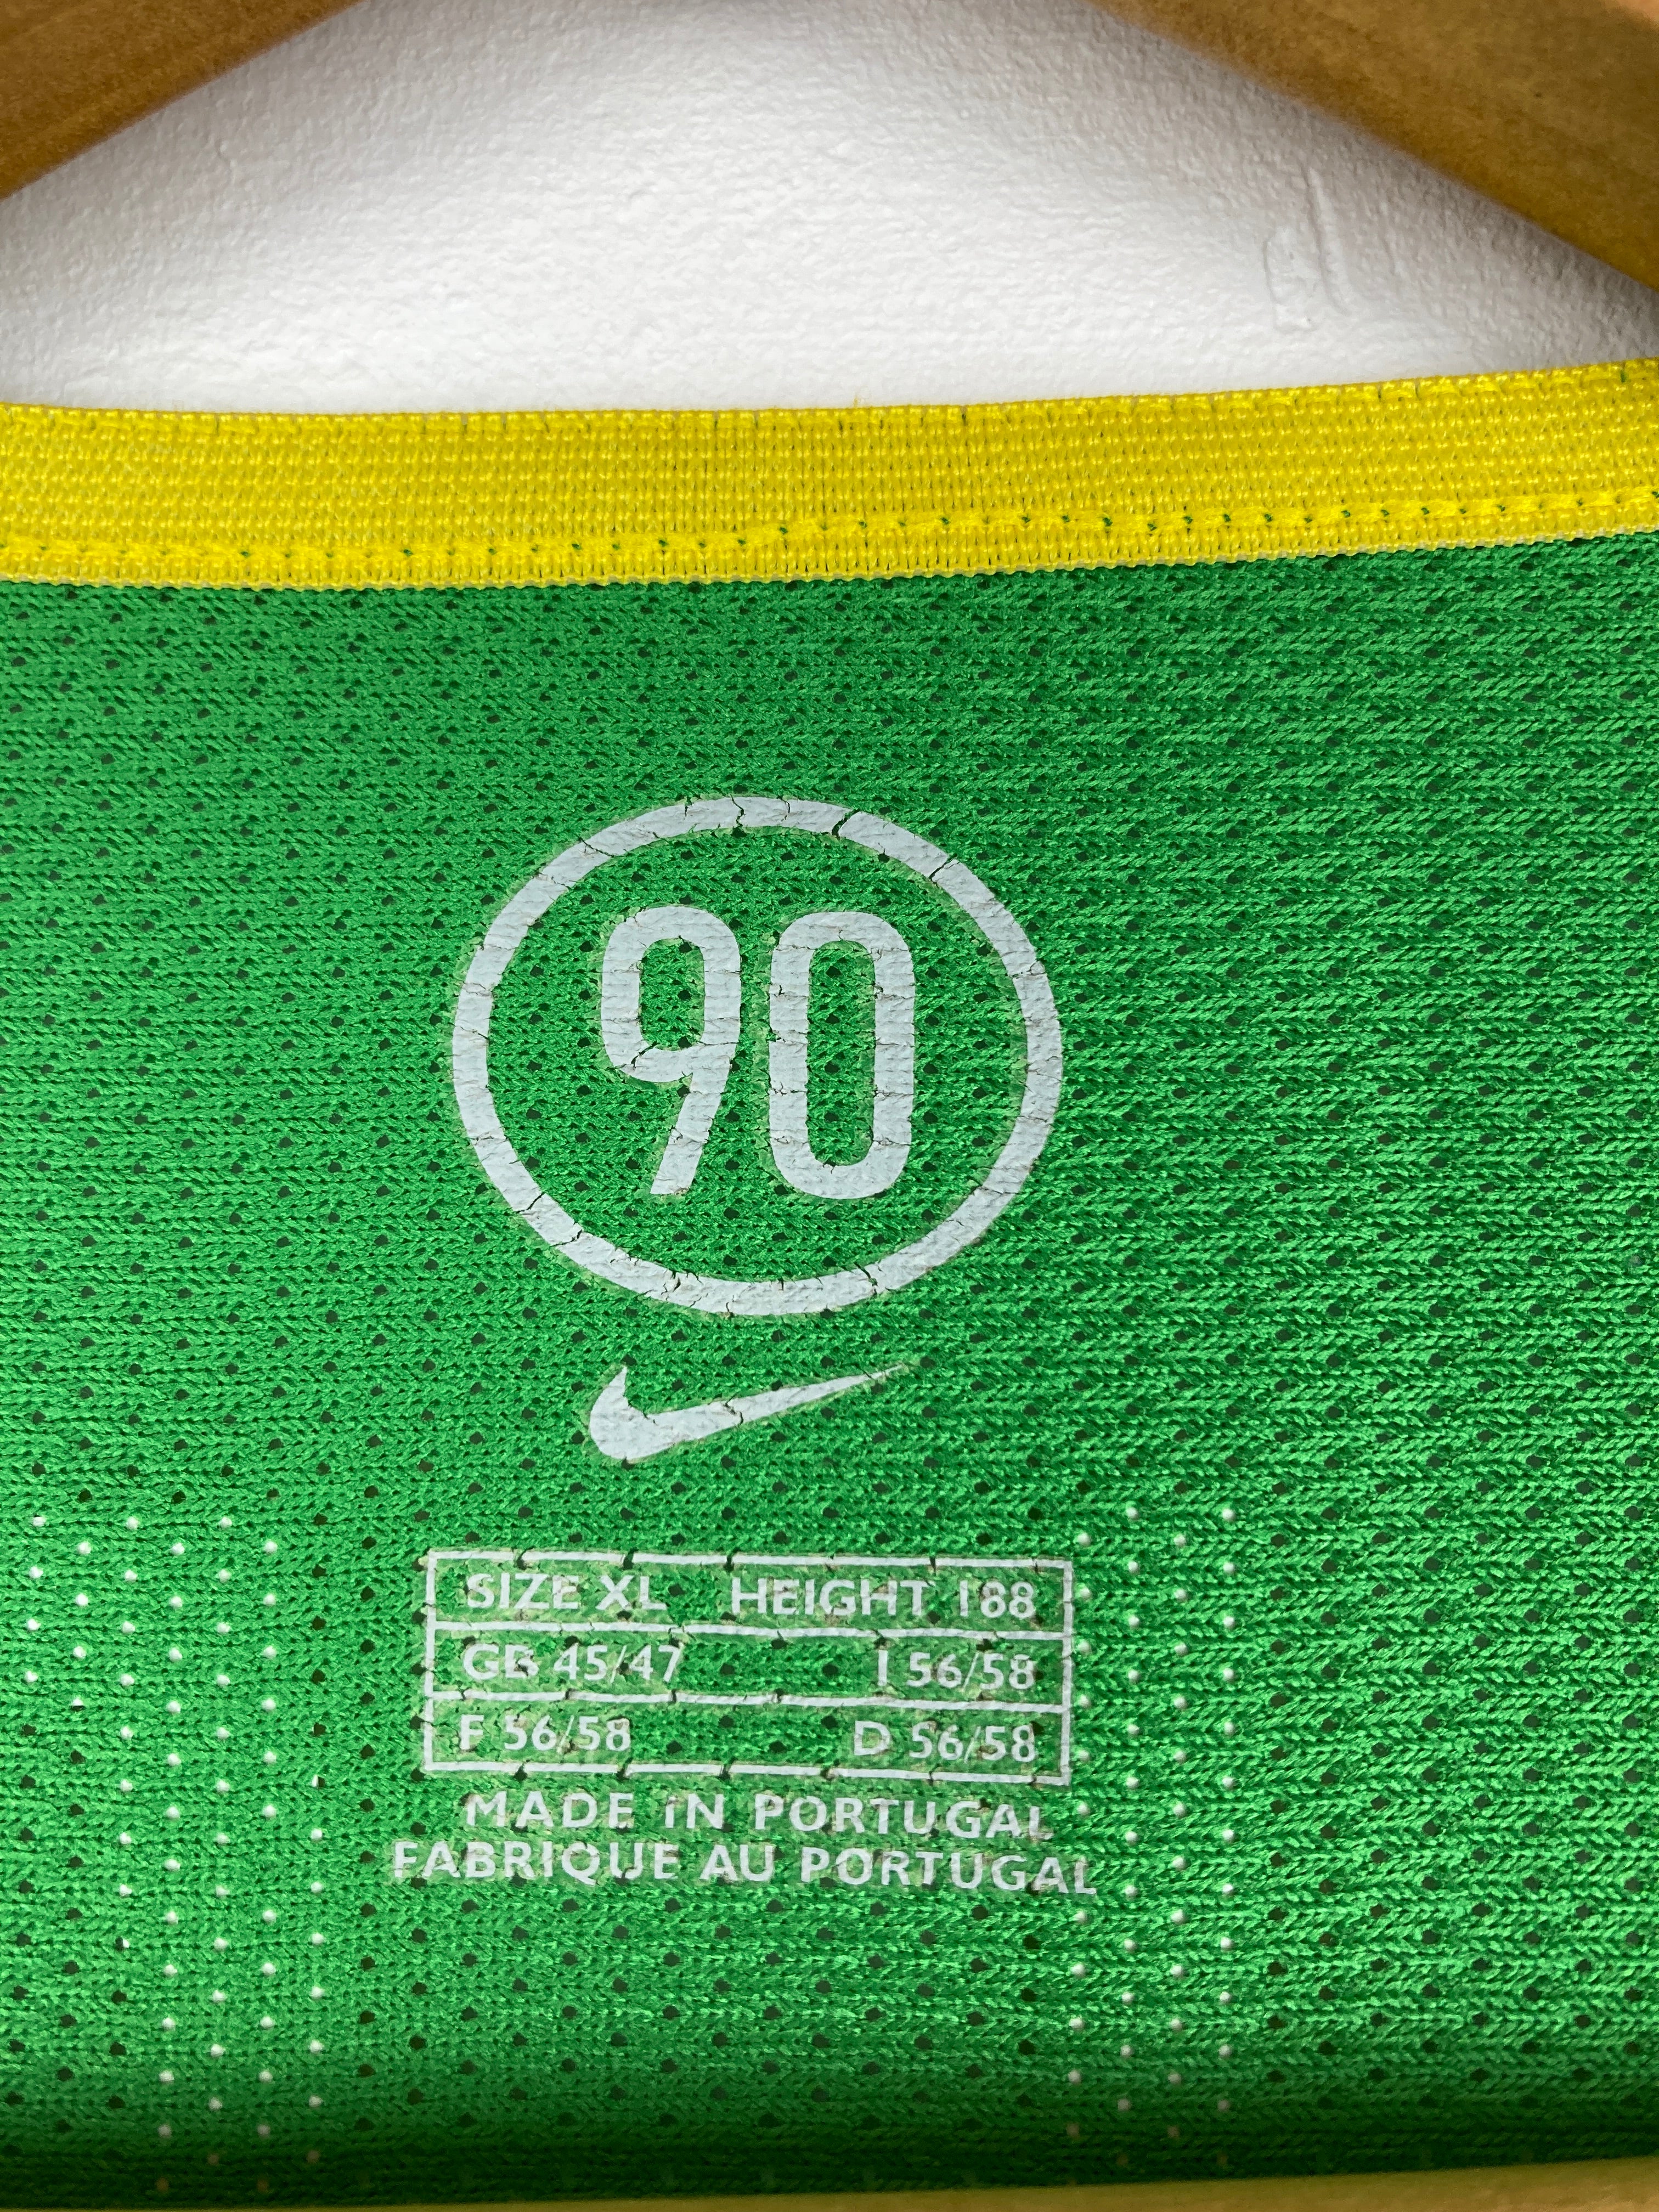 90
SIZE XL HEIGHT 188
GB 45/47 I 56/58
F 56/58 D 56/58
MADE IN PORTUGAL
FABRIQUE AU PORTUGAL